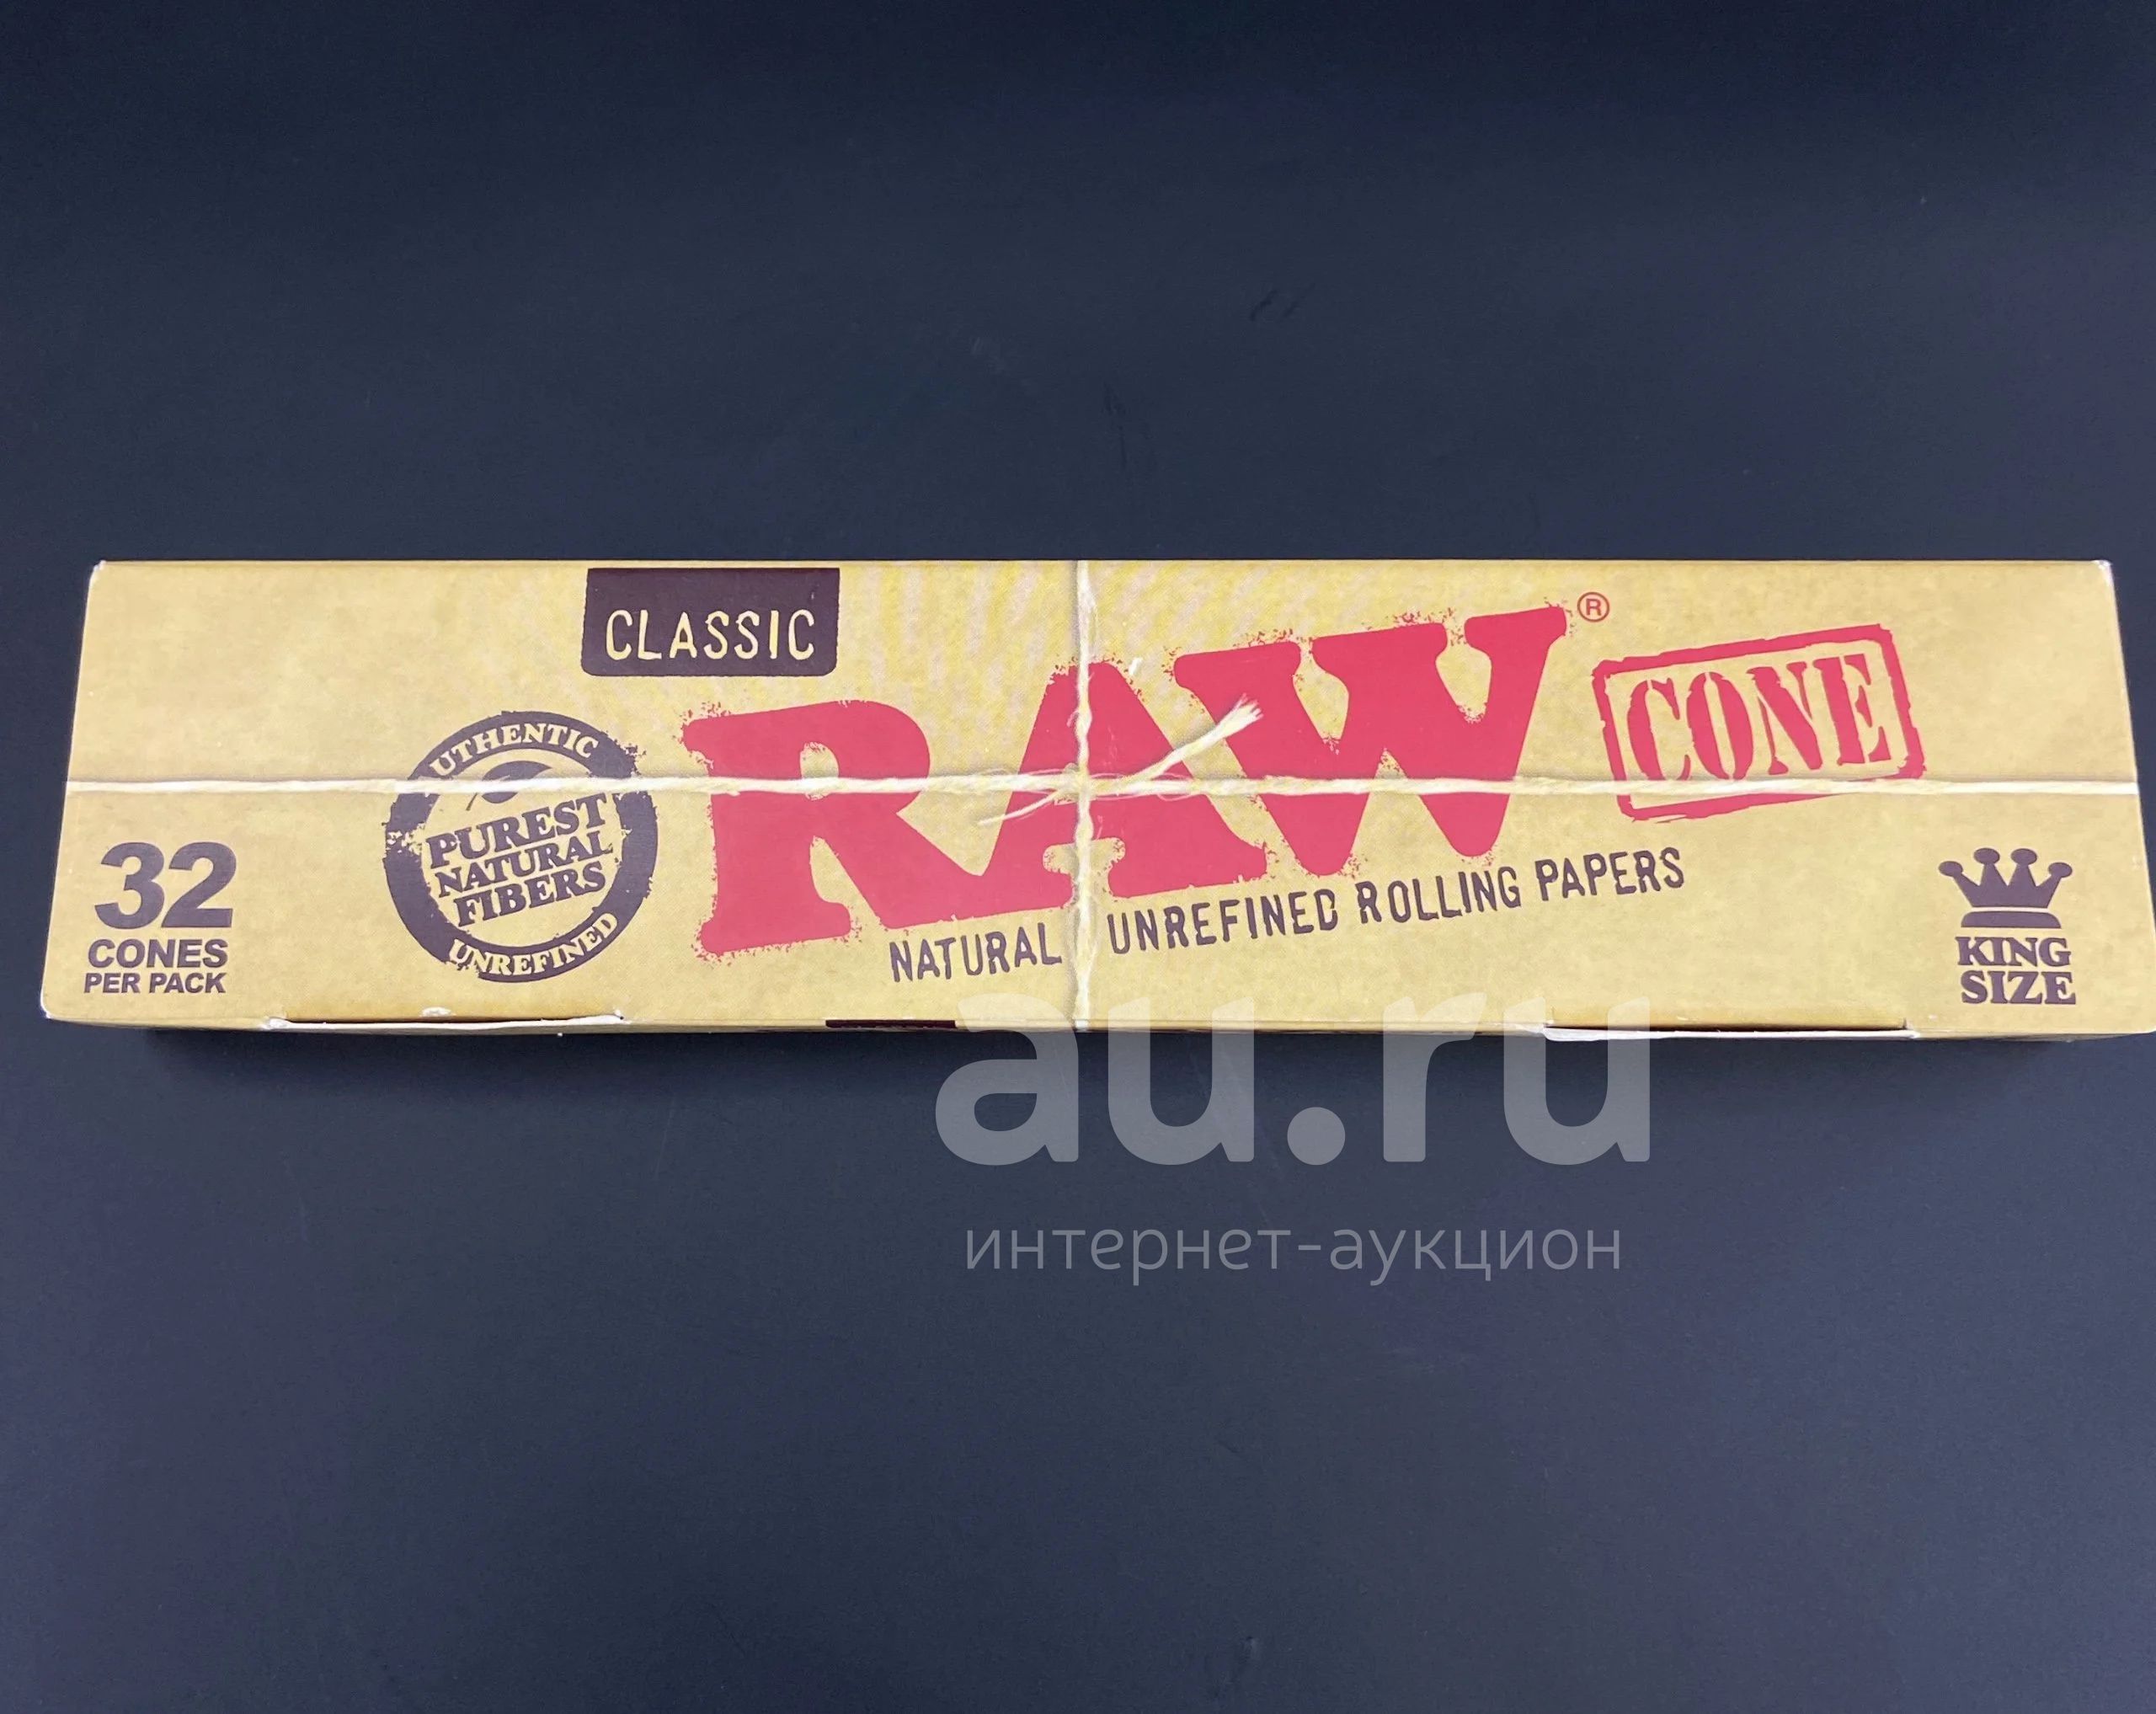 CLASSIC
RAW®
CONE
AUTHENTIC
PUREST
NATURAL
FIBERS
UNREFINED
NATURAL UNREFINED ROLLING PAPERS
32
CONES
PER PACK
KING
SIZE
au.ru
интернет-аукцион